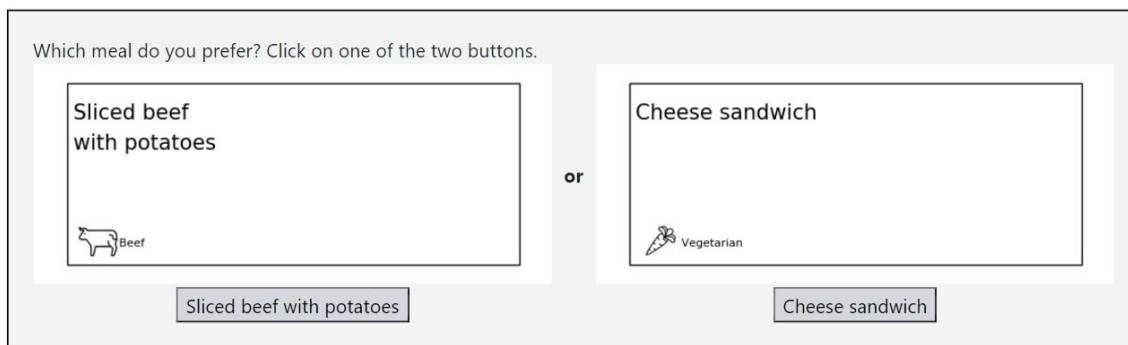 Which meal do you prefer? Click on one of the two buttons.
Sliced beef
with potatoes
Beef
Sliced beef with potatoes
or
Cheese sandwich
Vegetarian
Cheese sandwich